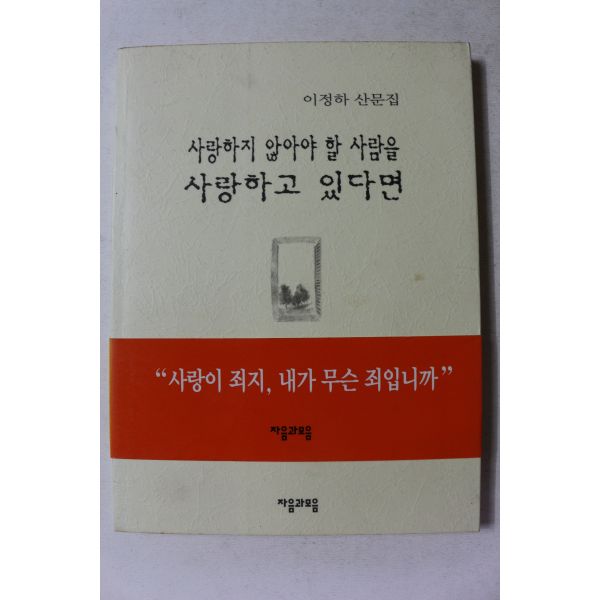 이정하 산문집
사랑하지 않아야 할 사람을
사랑하고 있다면
“사랑이 죄지, 내가 무슨 죄입니까”
자음과모음
자음과모음